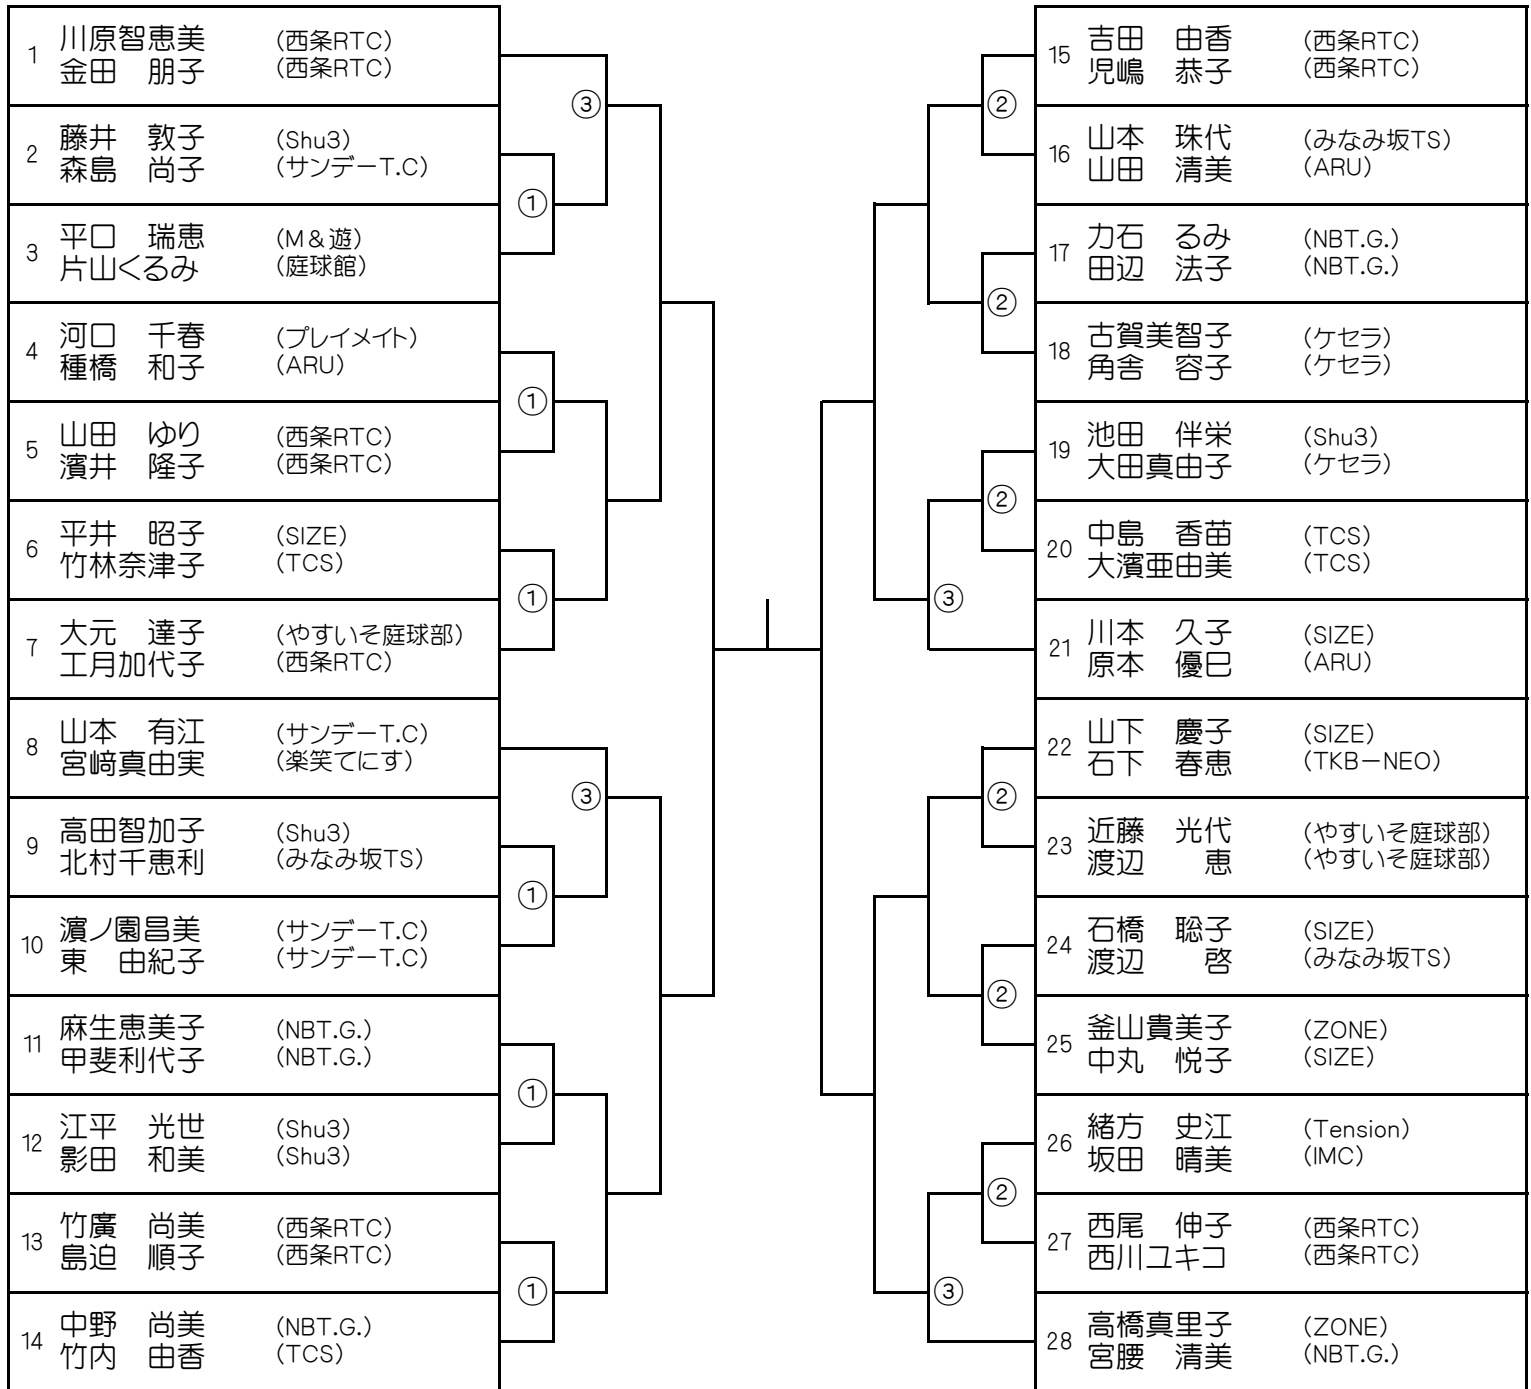 1 川原智恵美 (西条RTC)
金田 朋子 (西条RTC)
2 藤井 敦子 (Shu3)
森島 尚子 (サンデーT.C)
3 平口 瑞恵 (M&遊)
片山くるみ (庭球館)
4 河口 千春 (プレイメイト)
種橋 和子 (ARU)
5 山田 ゆり (西条RTC)
濱井 隆子 (西条RTC)
6 平井 昭子 (SIZE)
竹林奈津子 (TCS)
7 大元 達子 (やすいそ庭球部)
工月加代子 (西条RTC)
8 山本 有江 (サンデーT.C)
宮﨑真由実 (楽笑てにす)
9 高田智加子 (Shu3)
北村千恵利 (みなみ坂TS)
10 濱ノ園昌美 (サンデーT.C)
東 由紀子 (サンデーT.C)
11 麻生恵美子 (NBT.G.)
甲斐利代子 (NBT.G.)
12 江平 光世 (Shu3)
影田 和美 (Shu3)
13 竹廣 尚美 (西条RTC)
島迫 順子 (西条RTC)
14 中野 尚美 (NBT.G.)
竹内 由香 (TCS)
③
①
①
①
③
①
①
①
②
②
②
③
②
②
②
③
15 吉田 由香 (西条RTC)
児嶋 恭子 (西条RTC)
16 山本 珠代 (みなみ坂TS)
山田 清美 (ARU)
17 力石 るみ (NBT.G.)
田辺 法子 (NBT.G.)
18 古賀美智子 (ケセラ)
角舎 容子 (ケセラ)
19 池田 伴栄 (Shu3)
大田真由子 (ケセラ)
20 中島 香苗 (TCS)
大濱亜由美 (TCS)
21 川本 久子 (SIZE)
原本 優巳 (ARU)
22 山下 慶子 (SIZE)
石下 春恵 (TKB－NEO)
23 近藤 光代 (やすいそ庭球部)
渡辺 恵 (やすいそ庭球部)
24 石橋 聡子 (SIZE)
渡辺 啓 (みなみ坂TS)
25 釜山貴美子 (ZONE)
中丸 悦子 (SIZE)
26 緒方 史江 (Tension)
坂田 晴美 (IMC)
27 西尾 伸子 (西条RTC)
西川ユキコ (西条RTC)
28 高橋真里子 (ZONE)
宮腰 清美 (NBT.G.)